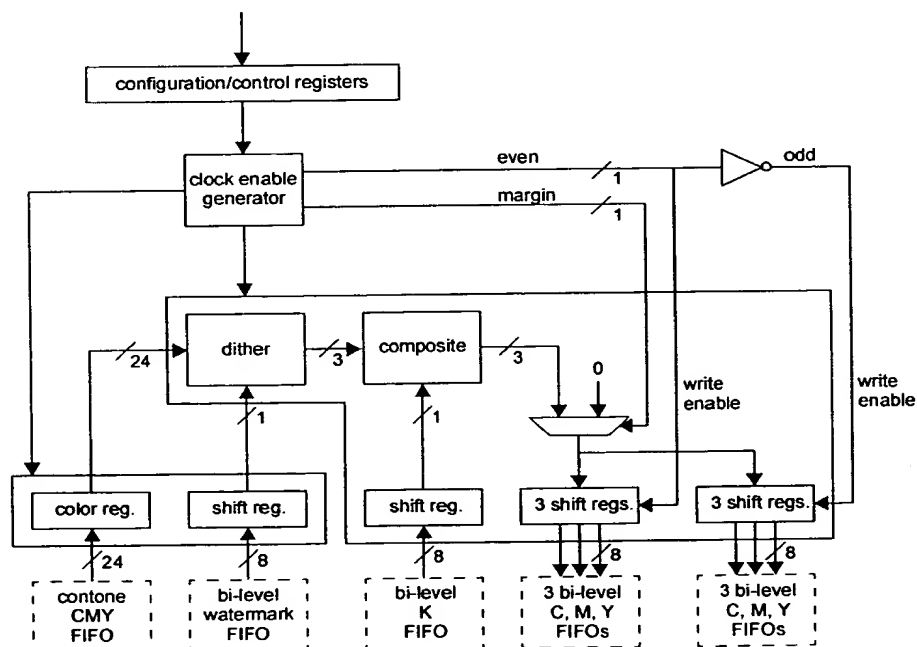 configuration/control registers
clock enable
generator
even
1
odd
margin
1
dither
composite
24
3
3
0
1
1
write
enable
write
enable
color reg.
shift reg.
shift reg.
3 shift regs.
3 shift regs.
24
8
8
8
8
contone
CMY
FIFO
bi-level
watermark
FIFO
bi-level
K
FIFO
3 bi-level
C, M, Y
FIFOs
3 bi-level
C, M, Y
FIFOs